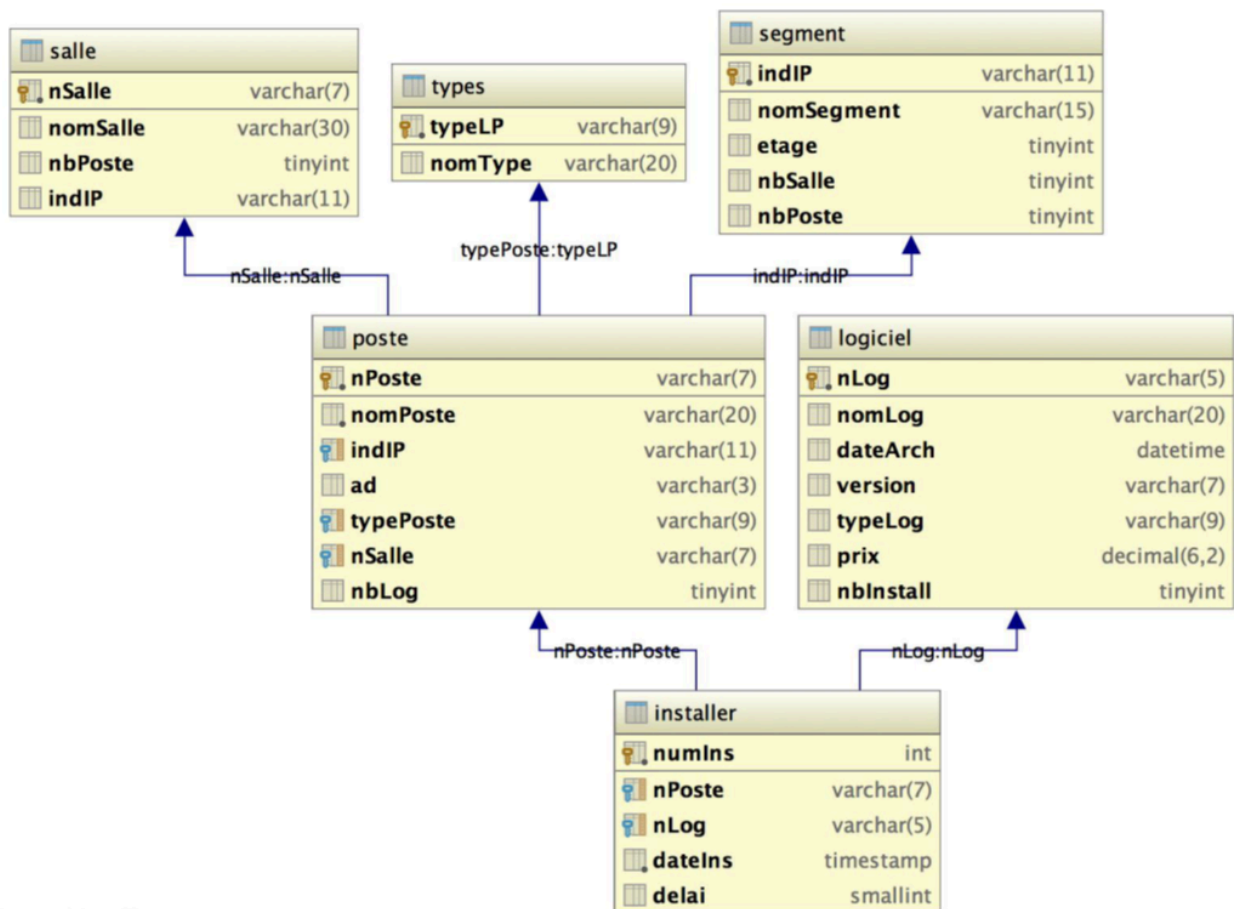 salle
nSalle varchar(7)
nomSalle varchar(30)
nbPoste tinyint
indIP varchar(11)
types
typeLP varchar(9)
nomType varchar(20)
segment
indIP varchar(11)
nomSegment varchar(15)
etage tinyint
nbSalle tinyint
nbPoste tinyint
nSalle:nSalle
typePoste:typeLP
indIP:indIP
poste
nPoste varchar(7)
nomPoste varchar(20)
indIP varchar(11)
ad varchar(3)
typePoste varchar(9)
nSalle varchar(7)
nbLog tinyint
logiciel
nLog varchar(5)
nomLog varchar(20)
dateArch datetime
version varchar(7)
typeLog varchar(9)
prix decimal(6,2)
nbInstall tinyint
nPoste:nPoste
nLog:nLog
installer
numIns int
nPoste varchar(7)
nLog varchar(5)
dateIns timestamp
delai smallint